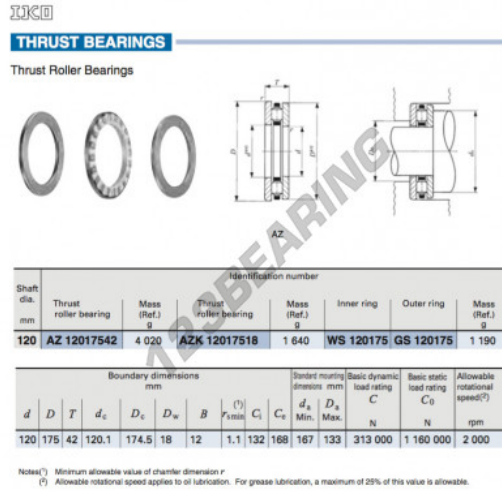 IKO
THRUST BEARINGS
Thrust Roller Bearings
T
r
D
d
AZ
123BEARING
Identification number
Shaft dia. mm
Thrust roller bearing
Mass (Ref.) g
Thrust roller bearing
Mass (Ref.) g
Inner ring
Outer ring
Mass (Ref.) g
120 AZ 12017542 4 020 AZK 12017518 1 640 WS 120175 GS 120175 1 190
Boundary dimensions mm
Standard mounting dimensions mm
Basic dynamic load rating C N
Basic static load rating C0 N
Allowable rotational speed(2) rpm
d D T dc Dc Dw B rs min(1) Ci Ce da Min. Da Max.
120 175 42 120.1 174.5 18 12 1.1 132 168 167 133 313 000 1 160 000 2 000
Notes(1) Minimum allowable value of chamfer dimension r
(2) Allowable rotational speed applies to oil lubrication. For grease lubrication, a maximum of 25% of this value is allowable.